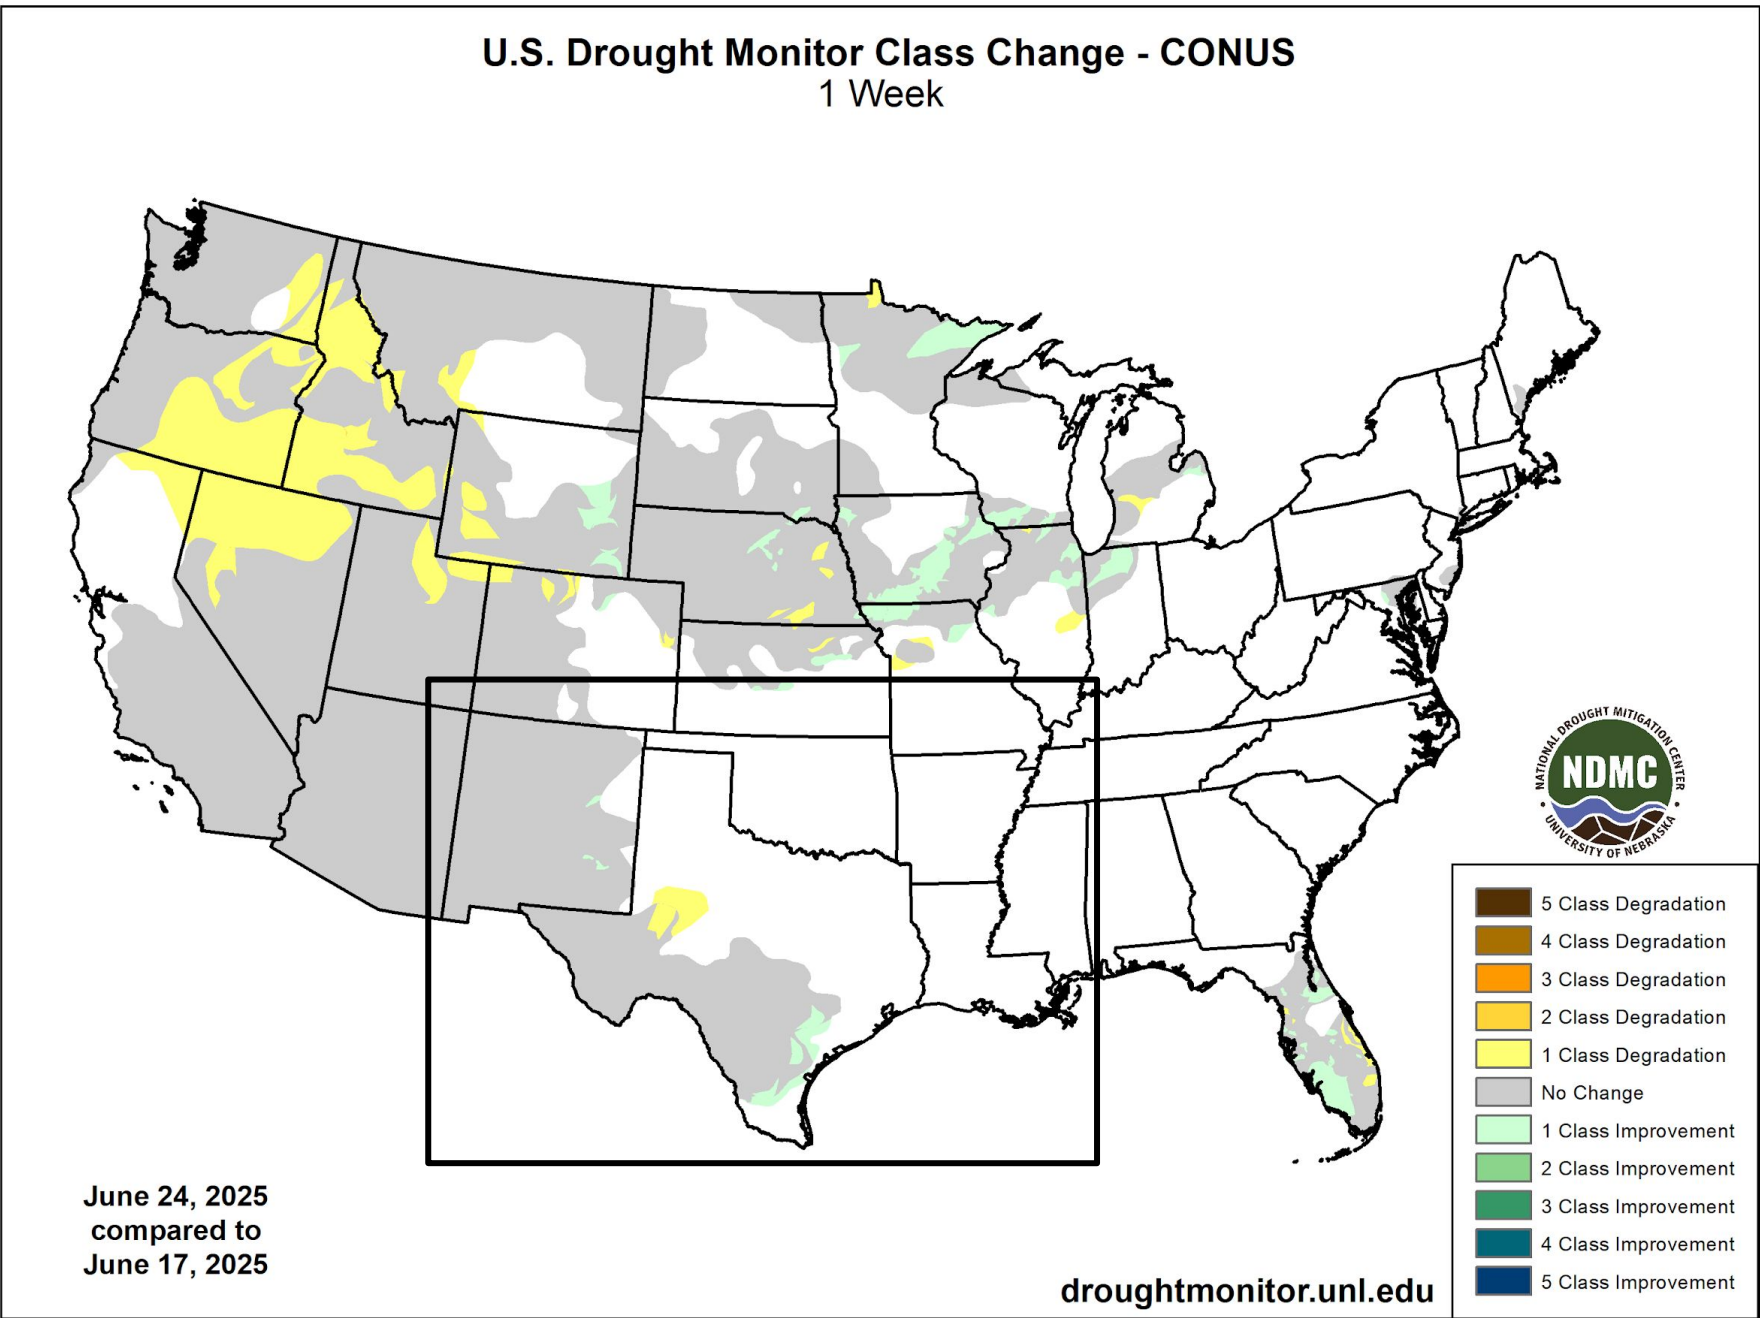 U.S. Drought Monitor Class Change - CONUS
1 Week
NATIONAL DROUGHT MITIGATION CENTER
NDMC
UNIVERSITY OF NEBRASKA
5 Class Degradation
4 Class Degradation
3 Class Degradation
2 Class Degradation
1 Class Degradation
No Change
1 Class Improvement
2 Class Improvement
3 Class Improvement
4 Class Improvement
5 Class Improvement
June 24, 2025
compared to
June 17, 2025
droughtmonitor.unl.edu